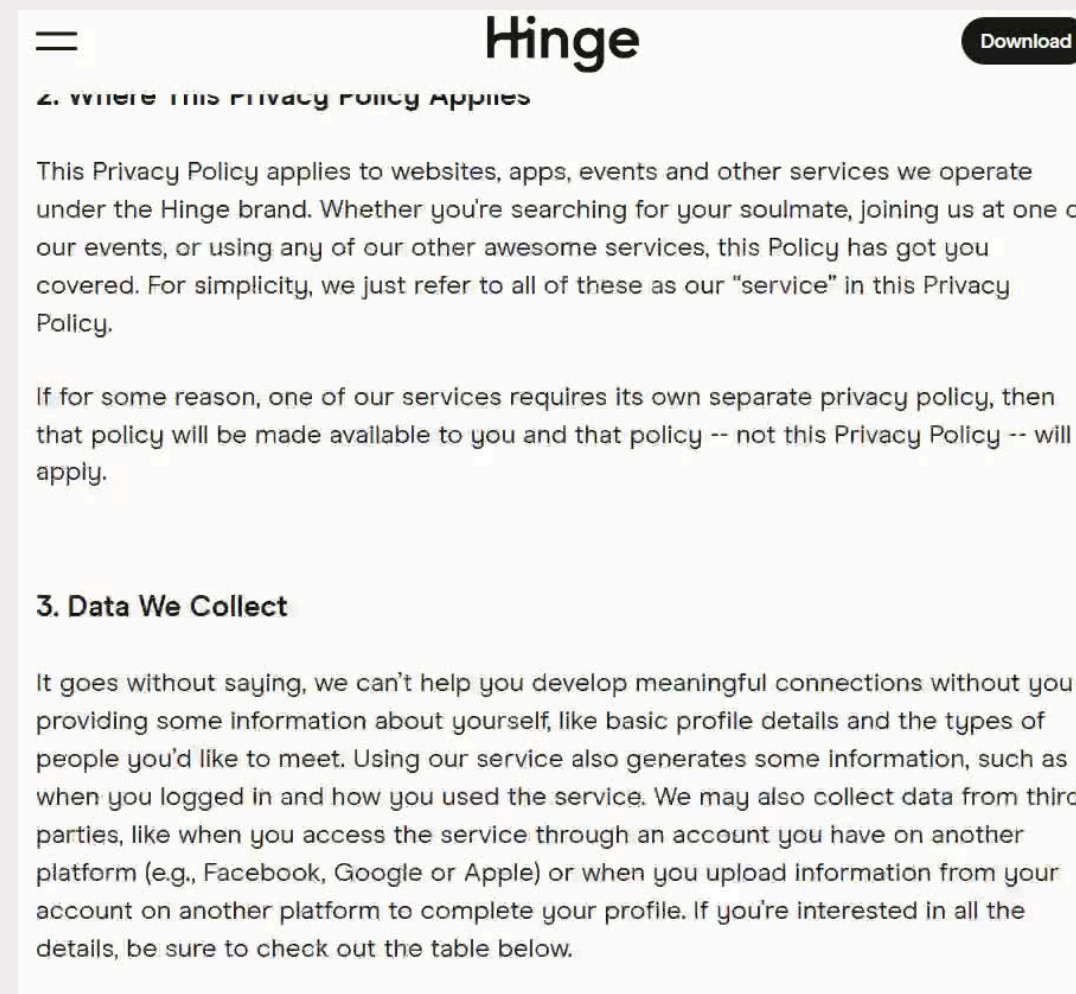 Hinge
Download
2. Where This Privacy Policy Applies
This Privacy Policy applies to websites, apps, events and other services we operate
under the Hinge brand. Whether you're searching for your soulmate, joining us at one
our events, or using any of our other awesome services, this Policy has got you
covered. For simplicity, we just refer to all of these as our “service” in this Privacy
Policy.
If for some reason, one of our services requires its own separate privacy policy, then
that policy will be made available to you and that policy -- not this Privacy Policy -- will
apply.
3. Data We Collect
It goes without saying, we can’t help you develop meaningful connections without you
providing some information about yourself, like basic profile details and the types of
people you’d like to meet. Using our service also generates some information, such as
when you logged in and how you used the service. We may also collect data from third
parties, like when you access the service through an account you have on another
platform (e.g., Facebook, Google or Apple) or when you upload information from your
account on another platform to complete your profile. If you're interested in all the
details, be sure to check out the table below.